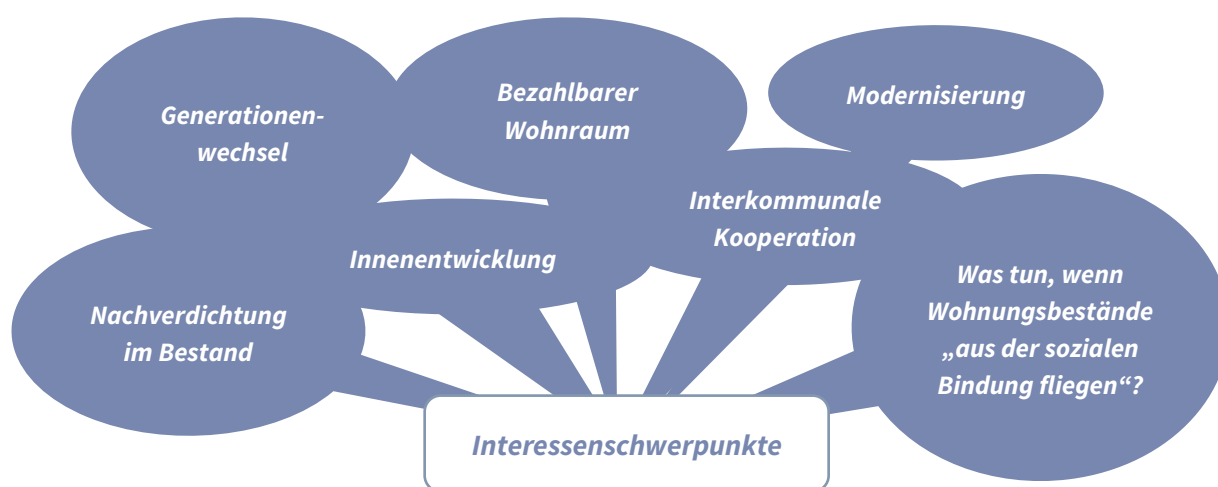 Generationen-
wechsel
Bezahlbarer
Wohnraum
Modernisierung
Interkommunale
Kooperation
Innenentwicklung
Nachverdichtung
im Bestand
Was tun, wenn
Wohnungsbestände
„aus der sozialen
Bindung fliegen“?
Interessenschwerpunkte